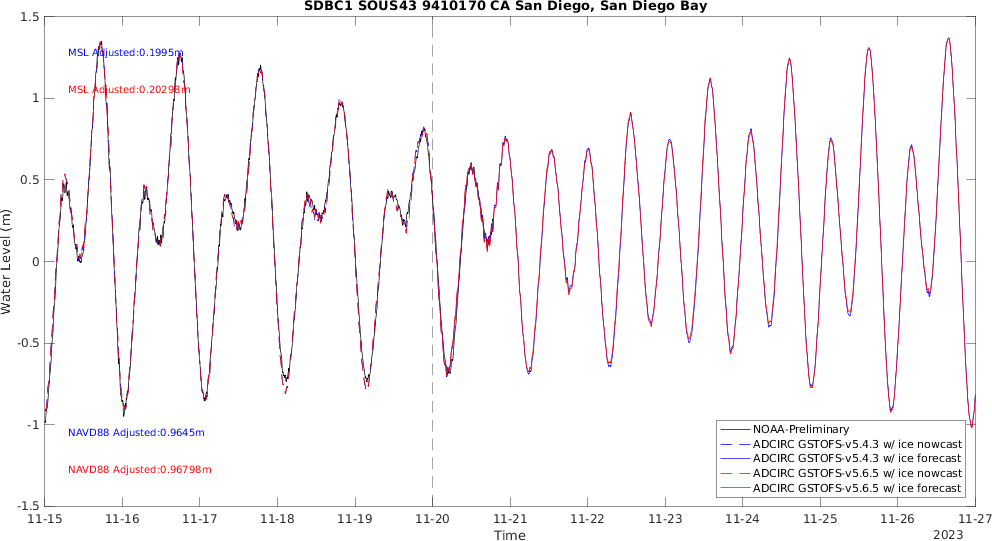 SDBC1 SOUS43 9410170 CA San Diego, San Diego Bay
1.5
MSL Adjusted:0.1995m
MSL Adjusted:0.20298m
1
0.5
0
-0.5
-1
-1.5
Water Level (m)
NAVD88 Adjusted:0.9645m
NAVD88 Adjusted:0.96798m
NOAA-Preliminary
ADCIRC GSTOFS-v5.4.3 w/ ice nowcast
ADCIRC GSTOFS-v5.4.3 w/ ice forecast
ADCIRC GSTOFS-v5.6.5 w/ ice nowcast
ADCIRC GSTOFS-v5.6.5 w/ ice forecast
11-15 11-16 11-17 11-18 11-19 11-20 11-21 11-22 11-23 11-24 11-25 11-26 11-27
Time
2023